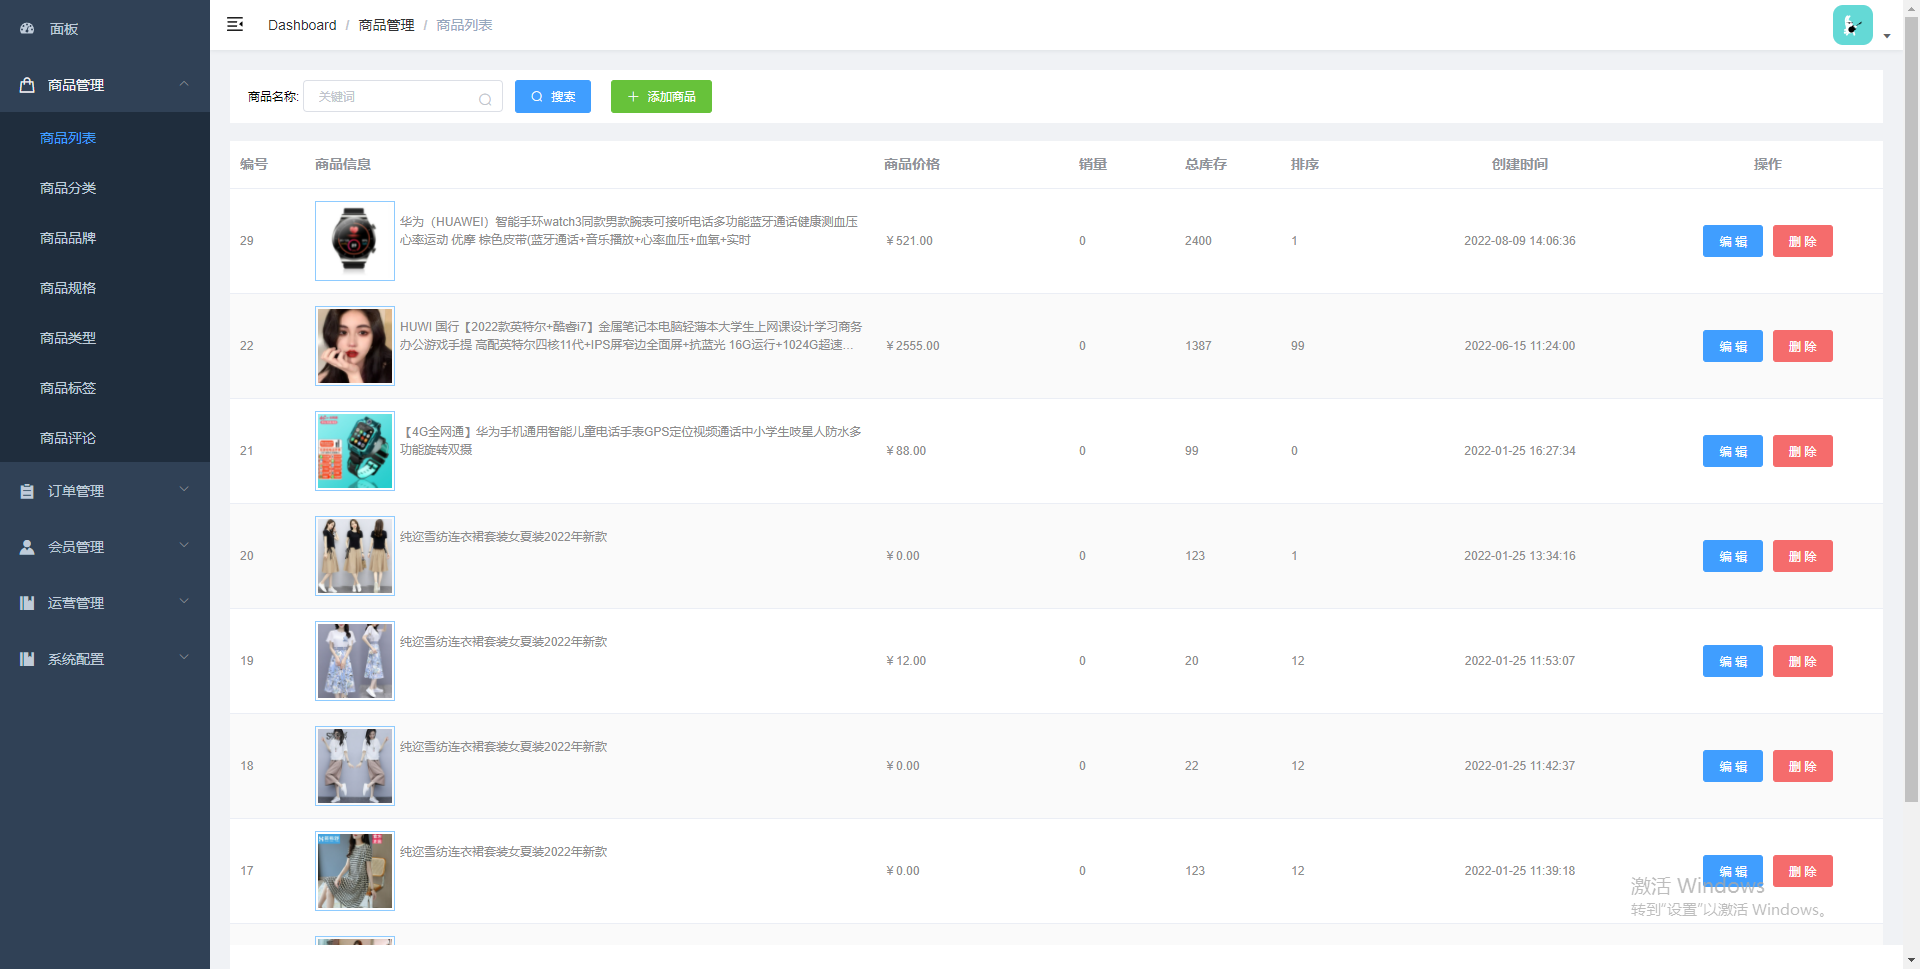 面板
商品管理
商品列表
商品分类
商品品牌
商品规格
商品类型
商品标签
商品评论
订单管理
会员管理
运营管理
系统配置
Dashboard / 商品管理 / 商品列表
商品名称: 关键词 搜索 添加商品
编号 商品信息 商品价格 销量 总库存 排序 创建时间 操作
华为（HUAWEI）智能手环watch3同款男款腕表可接听电话多功能蓝牙通话健康测血压
心率运动 优摩 棕色皮带(蓝牙通话+音乐播放+心率血压+血氧+实时
29 ￥521.00 0 2400 1 2022-08-09 14:06:36 编 辑 删 除
HUWI 国行【2022款英特尔+酷睿i7】金属笔记本电脑轻薄本大学生上网课设计学习商务
办公游戏手提 高配英特尔四核11代+IPS屏窄边全面屏+抗蓝光 16G运行+1024G超速…
22 ￥2555.00 0 1387 99 2022-06-15 11:24:00 编 辑 删 除
【4G全网通】华为手机通用智能儿童电话手表GPS定位视频通话中小学生吱星人防水多
功能旋转双摄
21 ￥88.00 0 99 0 2022-01-25 16:27:34 编 辑 删 除
纯迩雪纺连衣裙套装女夏装2022年新款
20 ￥0.00 0 123 1 2022-01-25 13:34:16 编 辑 删 除
纯迩雪纺连衣裙套装女夏装2022年新款
19 ￥12.00 0 20 12 2022-01-25 11:53:07 编 辑 删 除
纯迩雪纺连衣裙套装女夏装2022年新款
18 ￥0.00 0 22 12 2022-01-25 11:42:37 编 辑 删 除
纯迩雪纺连衣裙套装女夏装2022年新款
17 ￥0.00 0 123 12 2022-01-25 11:39:18 编 辑 删 除
激活 Windows
转到“设置”以激活 Windows。